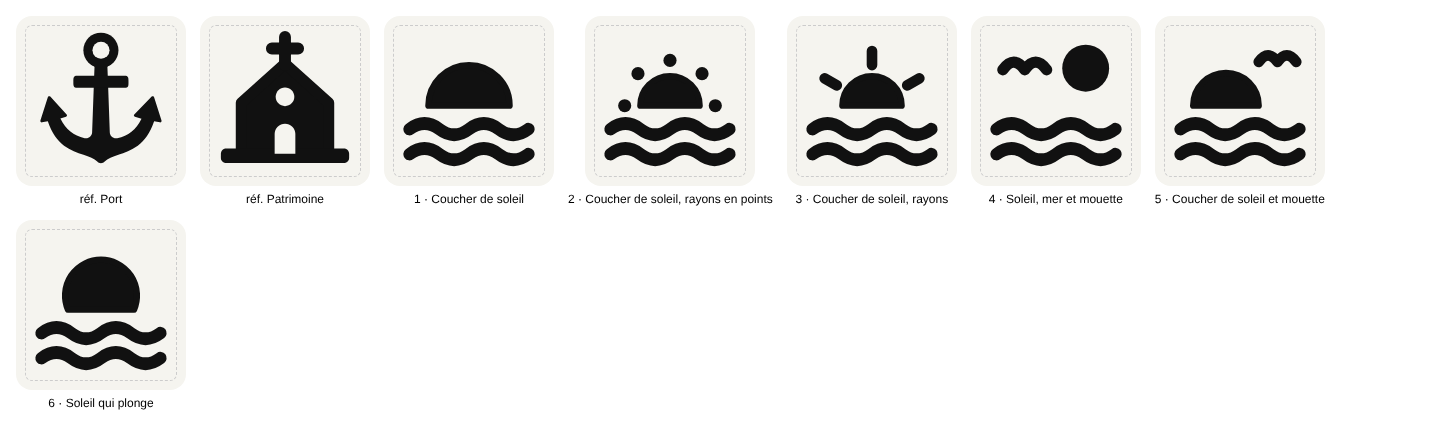 réf. Port
réf. Patrimoine
1 · Coucher de soleil
2 · Coucher de soleil, rayons en points
3 · Coucher de soleil, rayons
4 · Soleil, mer et mouette
5 · Coucher de soleil et mouette
6 · Soleil qui plonge